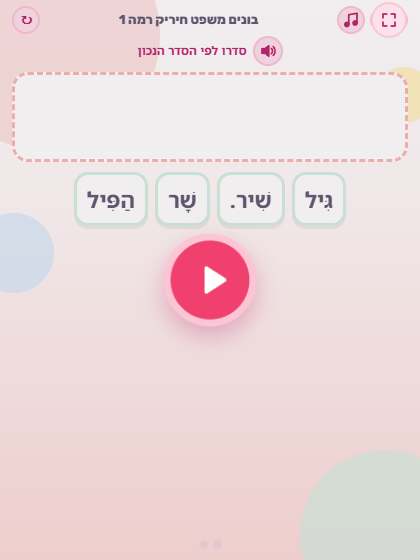 בונים משפט חיריק רמה 1
סדרו לפי הסדר הנכון
גִּיל שִׁיר. שָׁר הַפִּיל